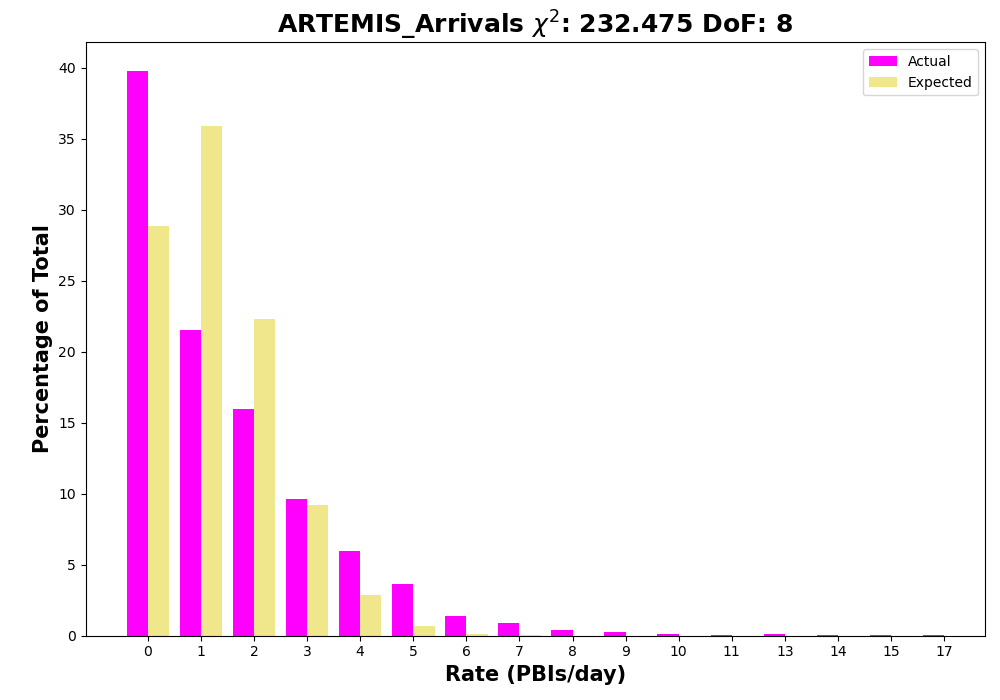 ARTEMIS_Arrivals χ²: 232.475 DoF: 8
Actual
Expected
Percentage of Total
40
35
30
25
20
15
10
5
0
0 1 2 3 4 5 6 7 8 9 10 11 13 14 15 17
Rate (PBIs/day)